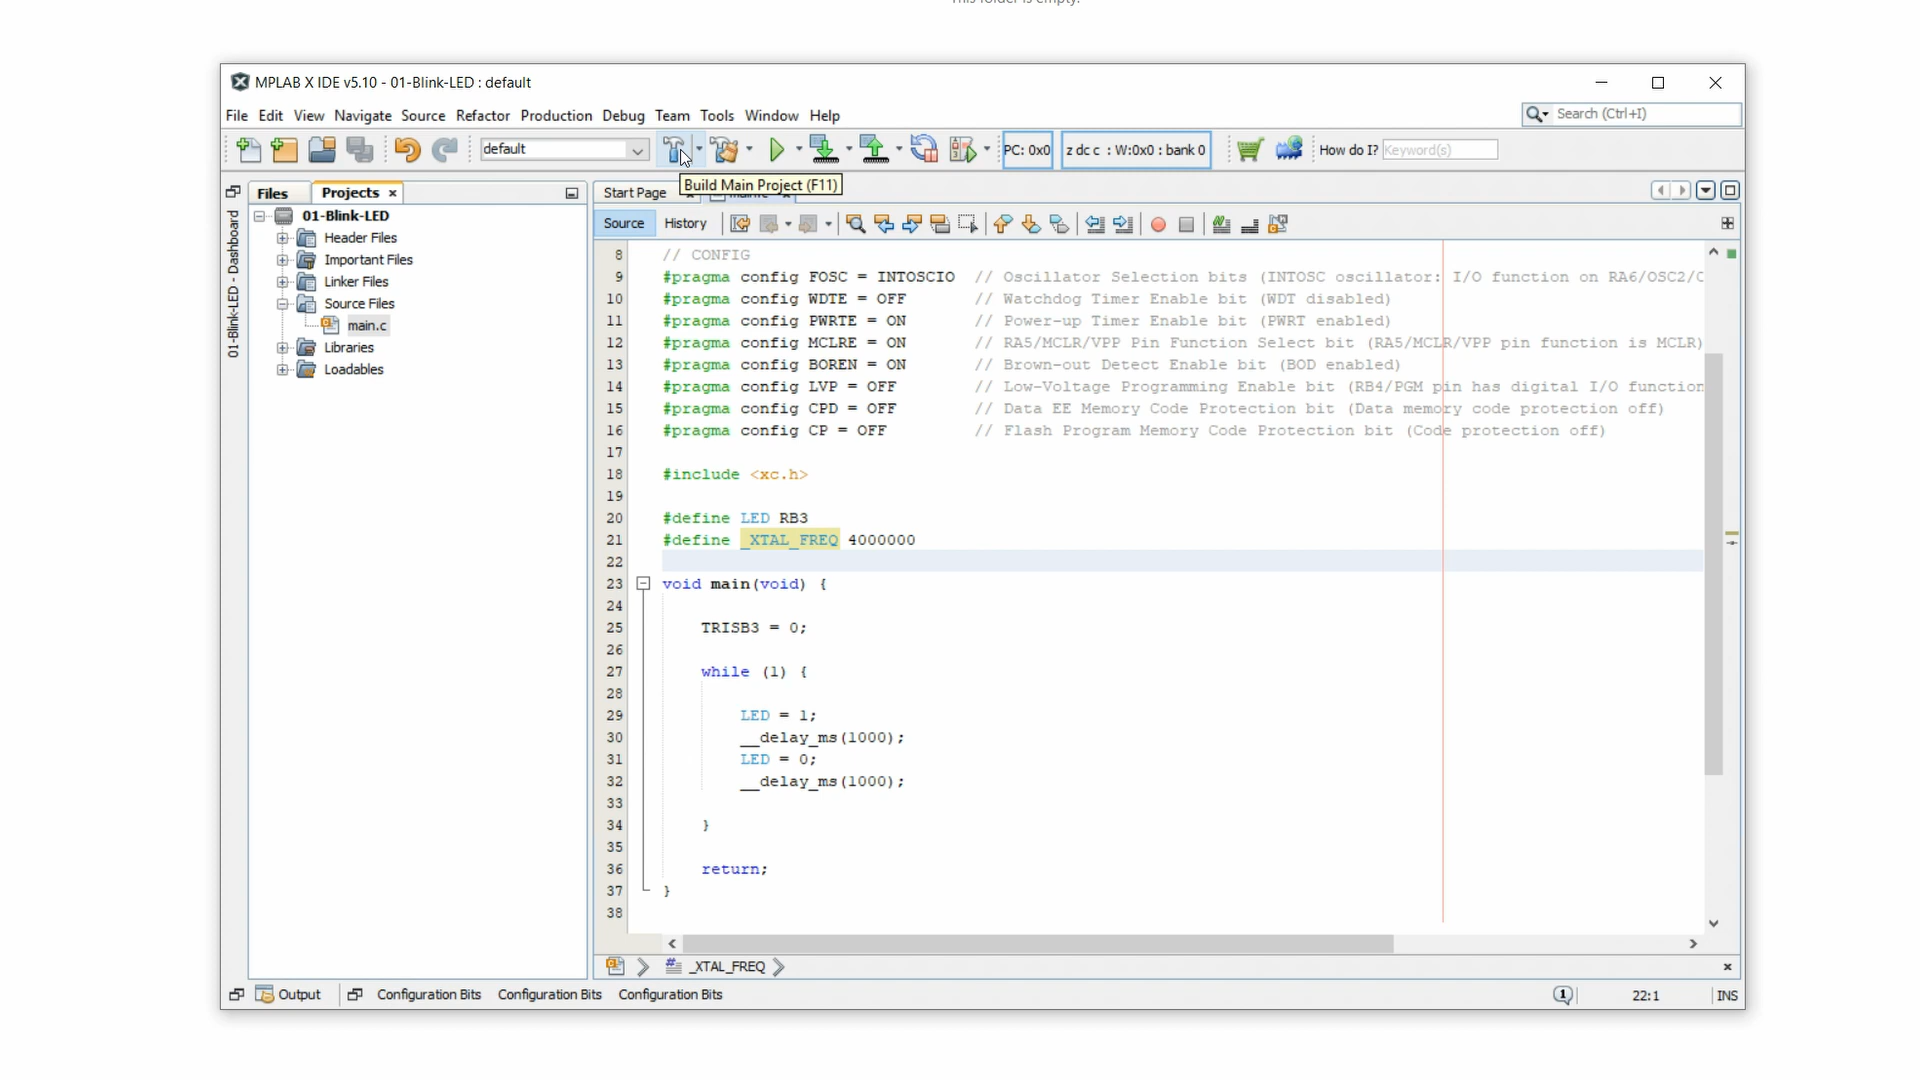 This folder is empty.
MPLAB X IDE v5.10 - 01-Blink-LED : default
File Edit View Navigate Source Refactor Production Debug Team Tools Window Help
Search (Ctrl+I)
default
PC: 0x0
z dc c : W:0x0 : bank 0
How do I?
Keyword(s)
Build Main Project (F11)
Files
Projects
Start Page
main.c
01-Blink-LED - Dashboard
01-Blink-LED
Header Files
Important Files
Linker Files
Source Files
main.c
Libraries
Loadables
Source
History
8 // CONFIG
9 #pragma config FOSC = INTOSCIO // Oscillator Selection bits (INTOSC oscillator: I/O function on RA6/OSC2/C
10 #pragma config WDTE = OFF // Watchdog Timer Enable bit (WDT disabled)
11 #pragma config PWRTE = ON // Power-up Timer Enable bit (PWRT enabled)
12 #pragma config MCLRE = ON // RA5/MCLR/VPP Pin Function Select bit (RA5/MCLR/VPP pin function is MCLR)
13 #pragma config BOREN = ON // Brown-out Detect Enable bit (BOD enabled)
14 #pragma config LVP = OFF // Low-Voltage Programming Enable bit (RB4/PGM pin has digital I/O function
15 #pragma config CPD = OFF // Data EE Memory Code Protection bit (Data memory code protection off)
16 #pragma config CP = OFF // Flash Program Memory Code Protection bit (Code protection off)
17
18 #include <xc.h>
19
20 #define LED RB3
21 #define _XTAL_FREQ 4000000
22
23 void main(void) {
24
25 TRISB3 = 0;
26
27 while (1) {
28
29 LED = 1;
30 __delay_ms(1000);
31 LED = 0;
32 __delay_ms(1000);
33
34 }
35
36 return;
37 }
38
_XTAL_FREQ
Output
Configuration Bits
Configuration Bits
Configuration Bits
1
22:1
INS